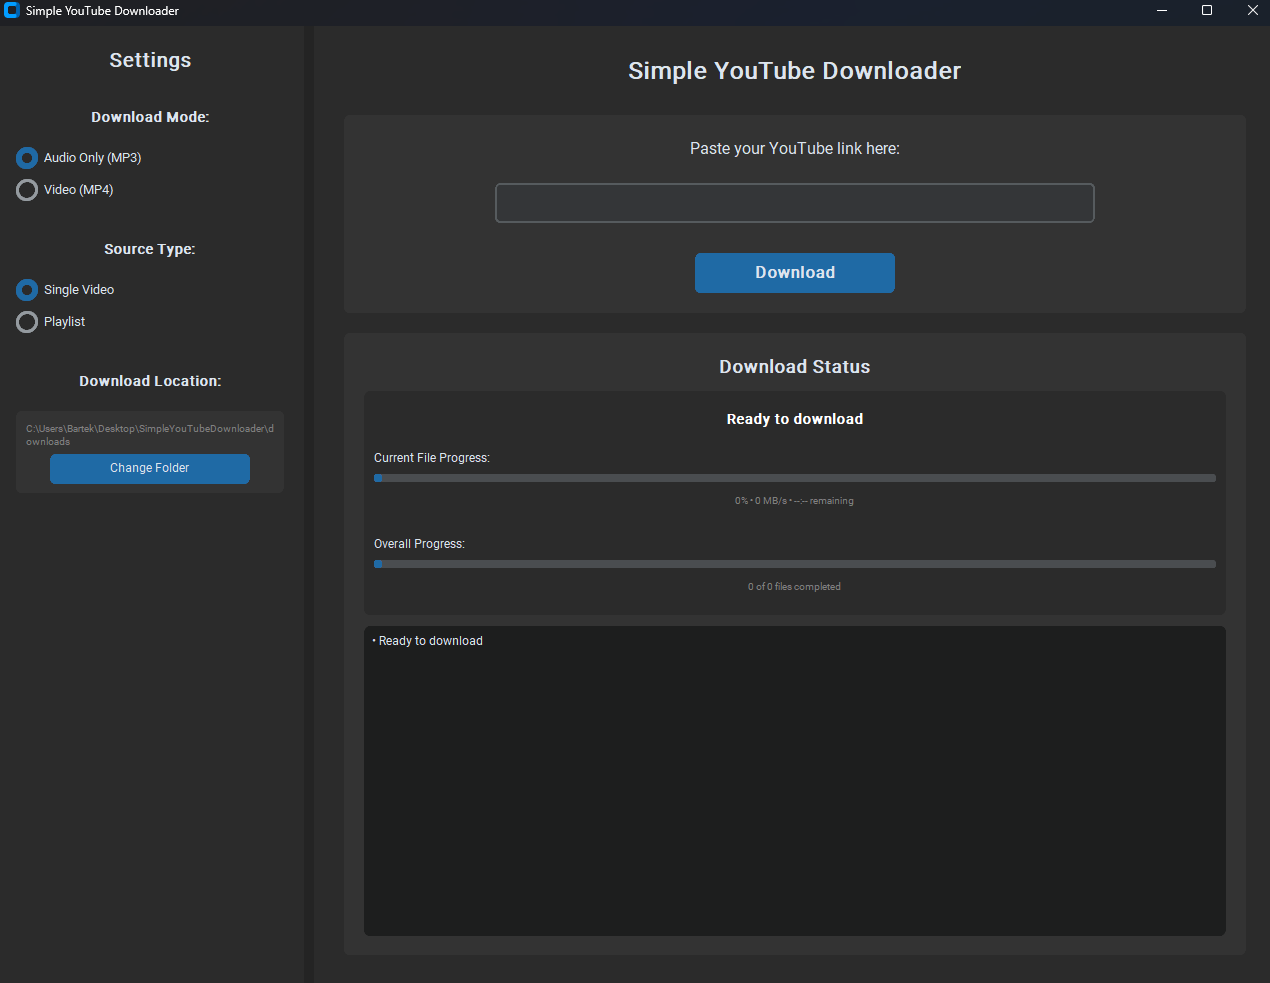 Simple YouTube Downloader
Settings
Download Mode:
Audio Only (MP3)
Video (MP4)
Source Type:
Single Video
Playlist
Download Location:
C:\Users\Bartek\Desktop\SimpleYouTubeDownloader\d
ownloads
Change Folder
Simple YouTube Downloader
Paste your YouTube link here:
Download
Download Status
Ready to download
Current File Progress:
0% • 0 MB/s • --:-- remaining
Overall Progress:
0 of 0 files completed
• Ready to download